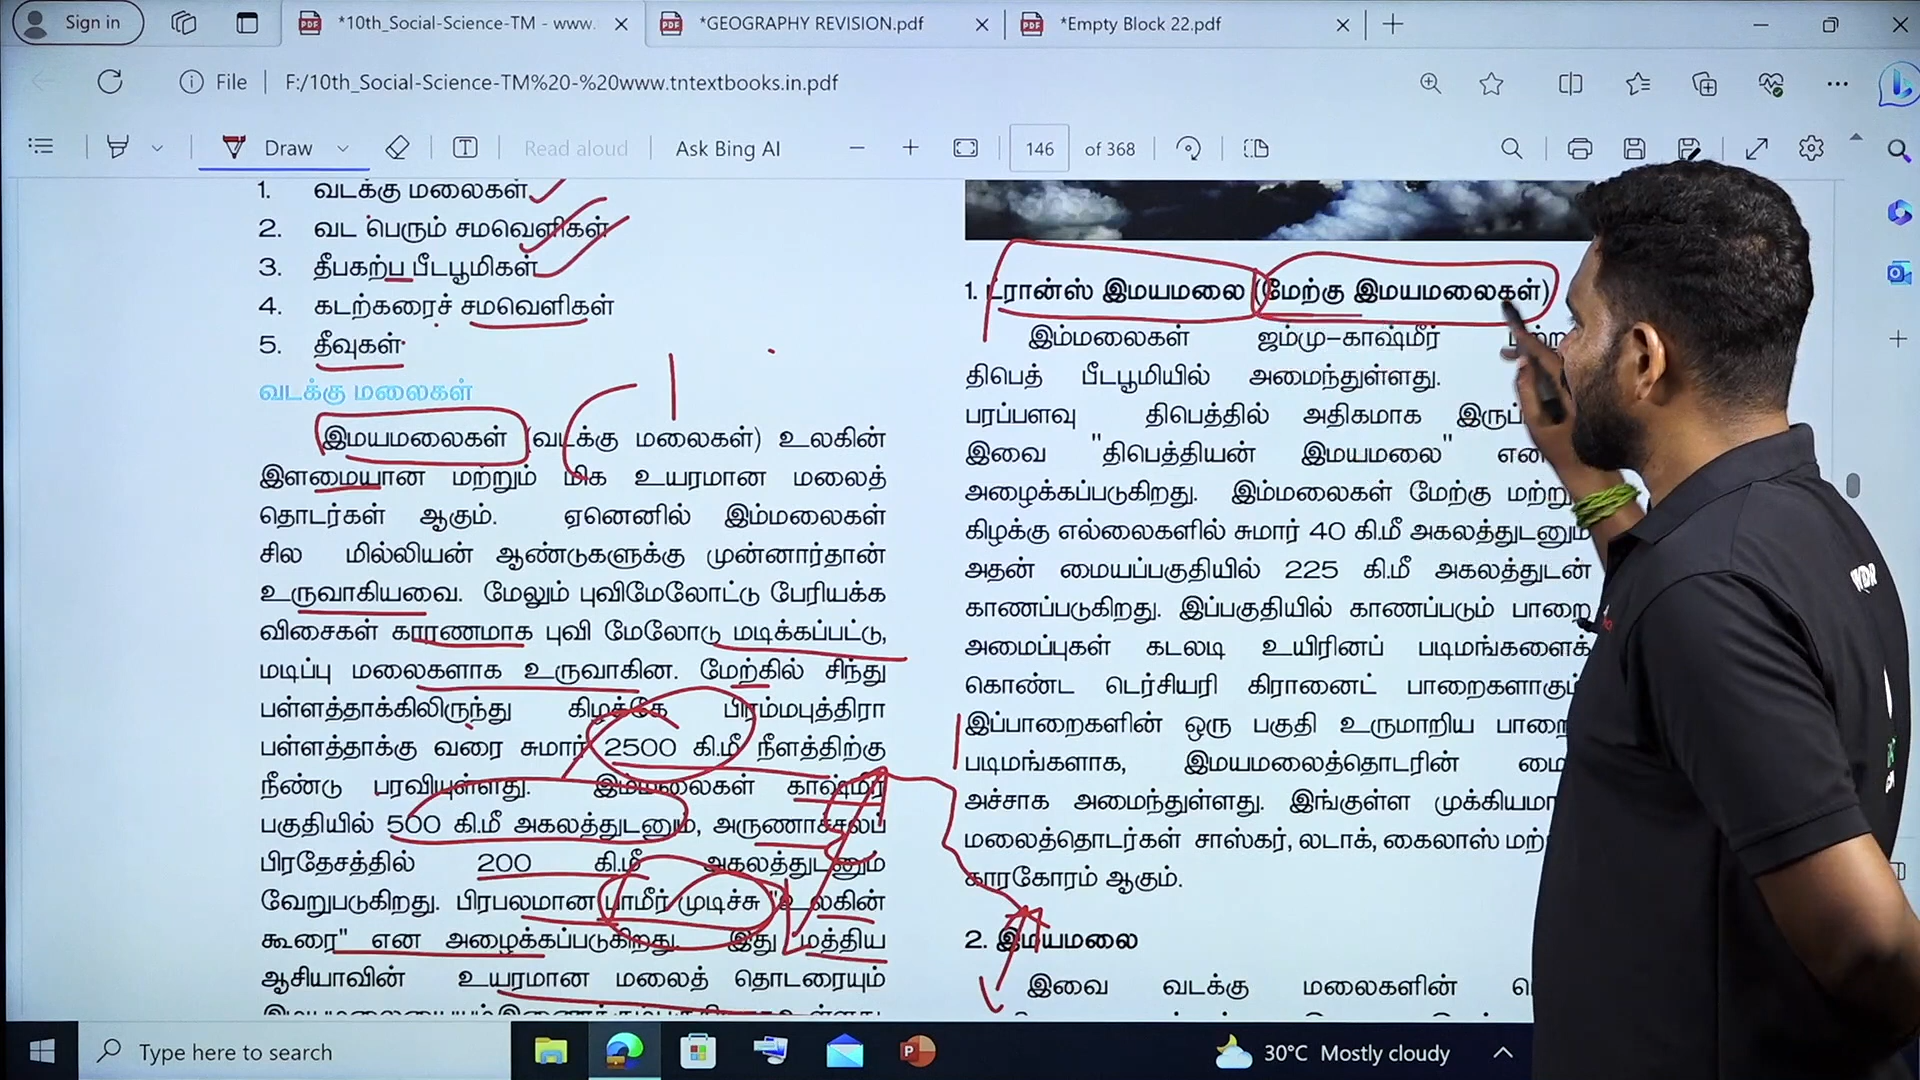 Sign in
*10th_Social-Science-TM - www.
*GEOGRAPHY REVISION.pdf
*Empty Block 22.pdf
File
F:/10th_Social-Science-TM%20-%20www.tntextbooks.in.pdf
Draw
Read aloud
Ask Bing AI
146 of 368
1. வடக்கு மலைகள்
2. வட பெரும் சமவெளிகள்
3. தீபகற்ப பீடபூமிகள்
4. கடற்கரைச் சமவெளிகள்
5. தீவுகள்
வடக்கு மலைகள்
இமயமலைகள் (வடக்கு மலைகள்) உலகின்
இளமையான மற்றும் மிக உயரமான மலைத்
தொடர்கள் ஆகும். ஏனெனில் இம்மலைகள்
சில மில்லியன் ஆண்டுகளுக்கு முன்னார்தான்
உருவாகியவை. மேலும் புவிமேலோட்டு பேரியக்க
விசைகள் காரணமாக புவி மேலோடு மடிக்கப்பட்டு,
மடிப்பு மலைகளாக உருவாகின. மேற்கில் சிந்து
பள்ளத்தாக்கிலிருந்து கிழக்கே பிரம்மபுத்திரா
பள்ளத்தாக்கு வரை சுமார் 2500 கி.மீ நீளத்திற்கு
நீண்டு பரவியுள்ளது. இம்மலைகள் காஷ்மீர்
பகுதியில் 500 கி.மீ அகலத்துடனும், அருணாச்சலப்
பிரதேசத்தில் 200 கி.மீ அகலத்துடனும்
வேறுபடுகிறது. பிரபலமான பாமீர் முடிச்சு "உலகின்
கூரை" என அழைக்கப்படுகிறது. இது மத்திய
ஆசியாவின் உயரமான மலைத் தொடரையும்
1. ட்ரான்ஸ் இமயமலை (மேற்கு இமயமலைகள்)
இம்மலைகள் ஜம்மு–காஷ்மீர்
திபெத் பீடபூமியில் அமைந்துள்ளது.
பரப்பளவு திபெத்தில் அதிகமாக
இவை "திபெத்தியன் இமயமலை"
அழைக்கப்படுகிறது. இம்மலைகள் மேற்கு
கிழக்கு எல்லைகளில் சுமார் 40 கி.மீ அகலத்துடனும்
அதன் மையப்பகுதியில் 225 கி.மீ அகலத்துடன்
காணப்படுகிறது. இப்பகுதியில் காணப்படும் பாறை
அமைப்புகள் கடலடி உயிரினப் படிமங்களைக்
கொண்ட டெர்சியரி கிரானைட் பாறைகளாகும்
இப்பாறைகளின் ஒரு பகுதி உருமாறிய
படிமங்களாக, இமயமலைத்தொடரின்
அச்சாக அமைந்துள்ளது. இங்குள்ள
மலைத்தொடர்கள் சாஸ்கர், லடாக், கைலாஸ்
காரகோரம் ஆகும்.
2. இமயமலை
இவை வடக்கு மலைகளின்
Type here to search
30°C Mostly cloudy